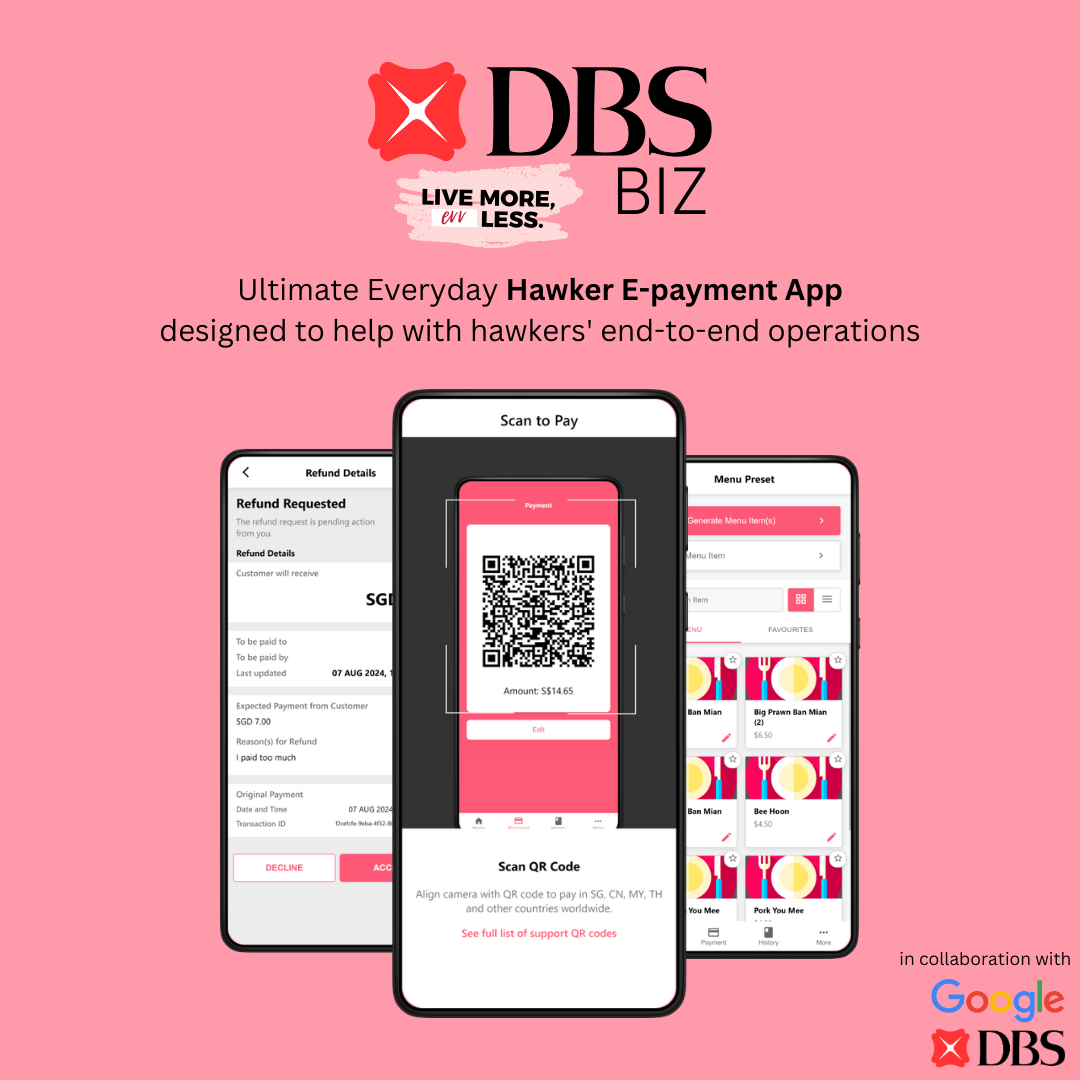 DBS
BIZ
LIVE MORE,
err LESS.
Ultimate Everyday Hawker E-payment App
designed to help with hawkers' end-to-end operations
Refund Details
Refund Requested
The refund request is pending action
from you.
Refund Details
Customer will receive
SGD
To be paid to
To be paid by
Last updated 07 AUG 2024, 1
Expected Payment from Customer
SGD 7.00
Reason(s) for Refund
I paid too much
Original Payment
Date and Time 07 AUG 2024
Transaction ID
DECLINE ACC
Scan to Pay
Payment
Amount: S$14.65
Edit
Payment History
Scan QR Code
Align camera with QR code to pay in SG, CN, MY, TH
and other countries worldwide.
See full list of support QR codes
Menu Preset
Generate Menu Item(s)
Menu Item
Item
ENU FAVOURITES
Ban Mian
Big Prawn Ban Mian
(2)
$6.50
Ban Mian
Bee Hoon
$4.50
You Mee
Pork You Mee
Payment History More
in collaboration with
Google
DBS